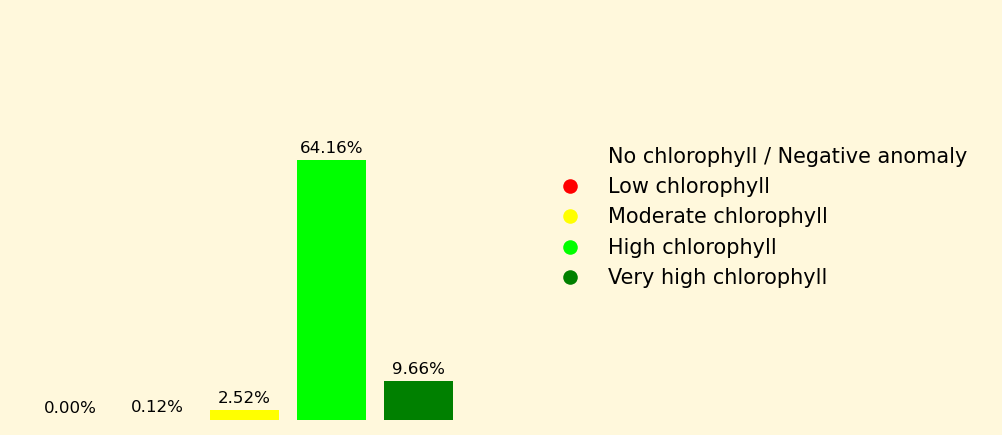 64.16%
9.66%
2.52%
0.00%
0.12%
No chlorophyll / Negative anomaly
Low chlorophyll
Moderate chlorophyll
High chlorophyll
Very high chlorophyll